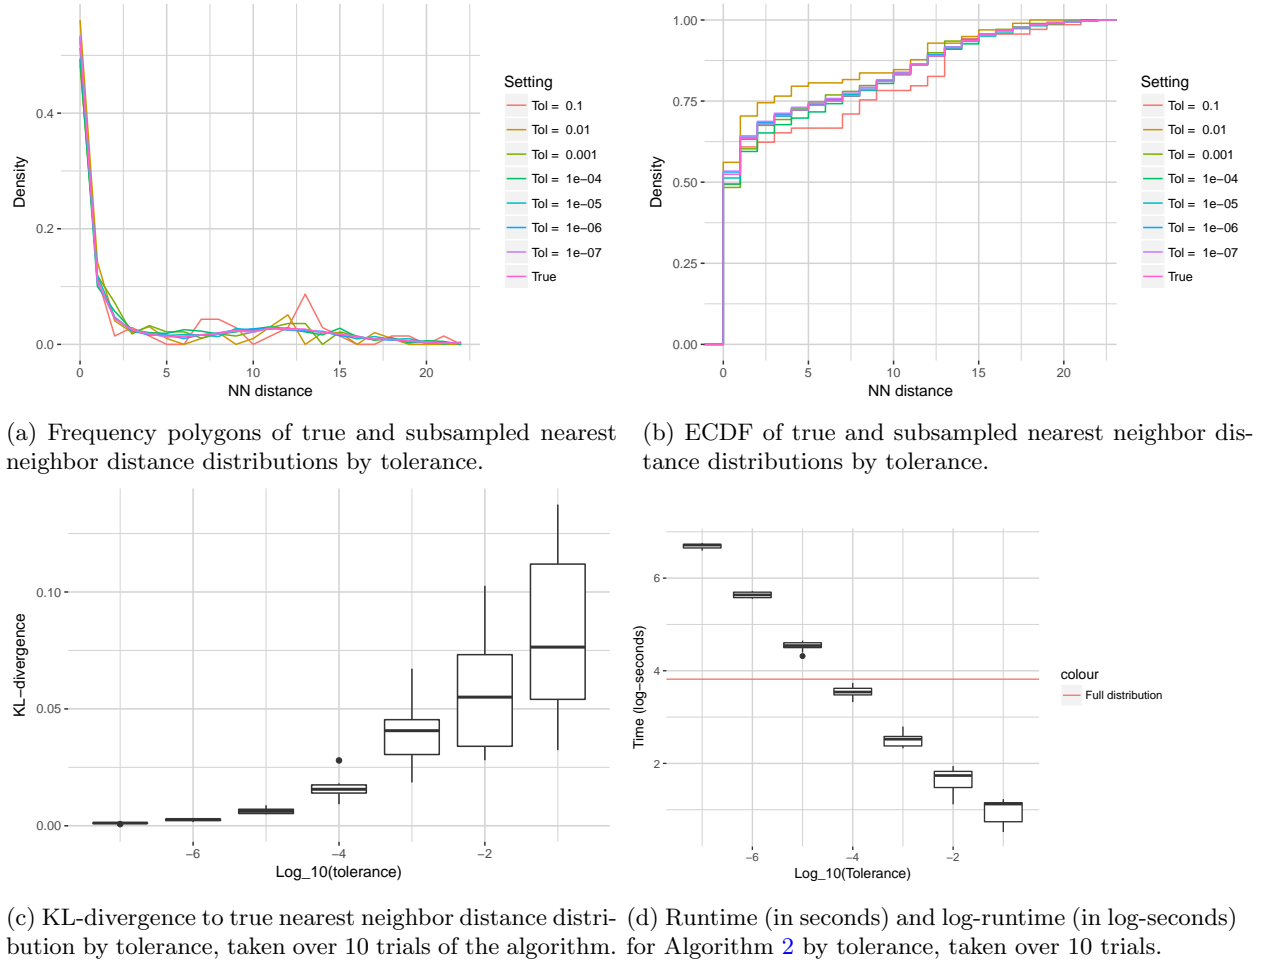 Density
0.4
0.2
0.0
0
5
10
15
20
NN distance
Setting
Tol = 0.1
Tol = 0.01
Tol = 0.001
Tol = 1e−04
Tol = 1e−05
Tol = 1e−06
Tol = 1e−07
True
Density
1.00
0.75
0.50
0.25
0.00
0
5
10
15
20
NN distance
Setting
Tol = 0.1
Tol = 0.01
Tol = 0.001
Tol = 1e−04
Tol = 1e−05
Tol = 1e−06
Tol = 1e−07
True
(a) Frequency polygons of true and subsampled nearest
neighbor distance distributions by tolerance.
(b) ECDF of true and subsampled nearest neighbor dis-
tance distributions by tolerance.
KL−divergence
0.10
0.05
0.00
−6
−4
−2
Log_10(tolerance)
Time (log−seconds)
6
4
2
−6
−4
−2
Log_10(Tolerance)
colour
Full distribution
(c) KL-divergence to true nearest neighbor distance distri-
bution by tolerance, taken over 10 trials of the algorithm.
(d) Runtime (in seconds) and log-runtime (in log-seconds)
for Algorithm 2 by tolerance, taken over 10 trials.